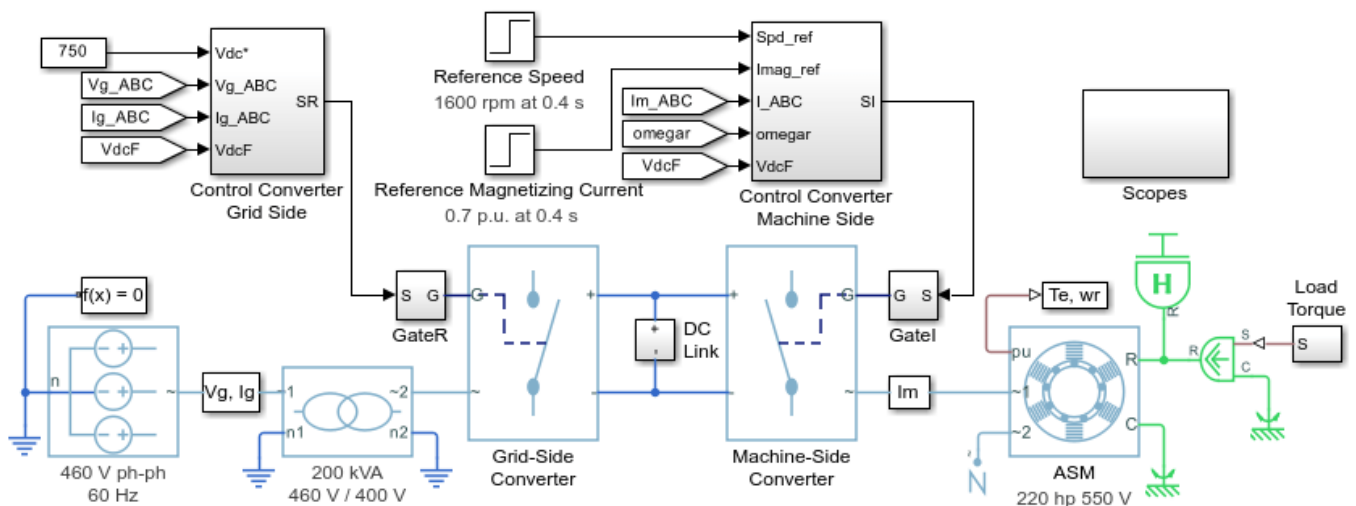 750
Vdc*
Vg_ABC
Vg_ABC
Ig_ABC
Ig_ABC
VdcF
VdcF
SR
Control Converter
Grid Side
Reference Speed
1600 rpm at 0.4 s
Reference Magnetizing Current
0.7 p.u. at 0.4 s
Spd_ref
Imag_ref
Im_ABC
I_ABC
SI
omegar
omegar
VdcF
VdcF
Control Converter
Machine Side
Scopes
f(x) = 0
S G
GateR
G
+
+
+
-
DC
Link
-
-
G
G S
GateI
Te, wr
H
R
Load
Torque
S
n
- +
- +
- +
~
460 V ph-ph
60 Hz
Vg, Ig
~1
~2
n1
n2
200 kVA
460 V / 400 V
~
Grid-Side
Converter
~
Machine-Side
Converter
Im
pu
~1
~2
R
C
N
~
ASM
220 hp 550 V
R
S
C